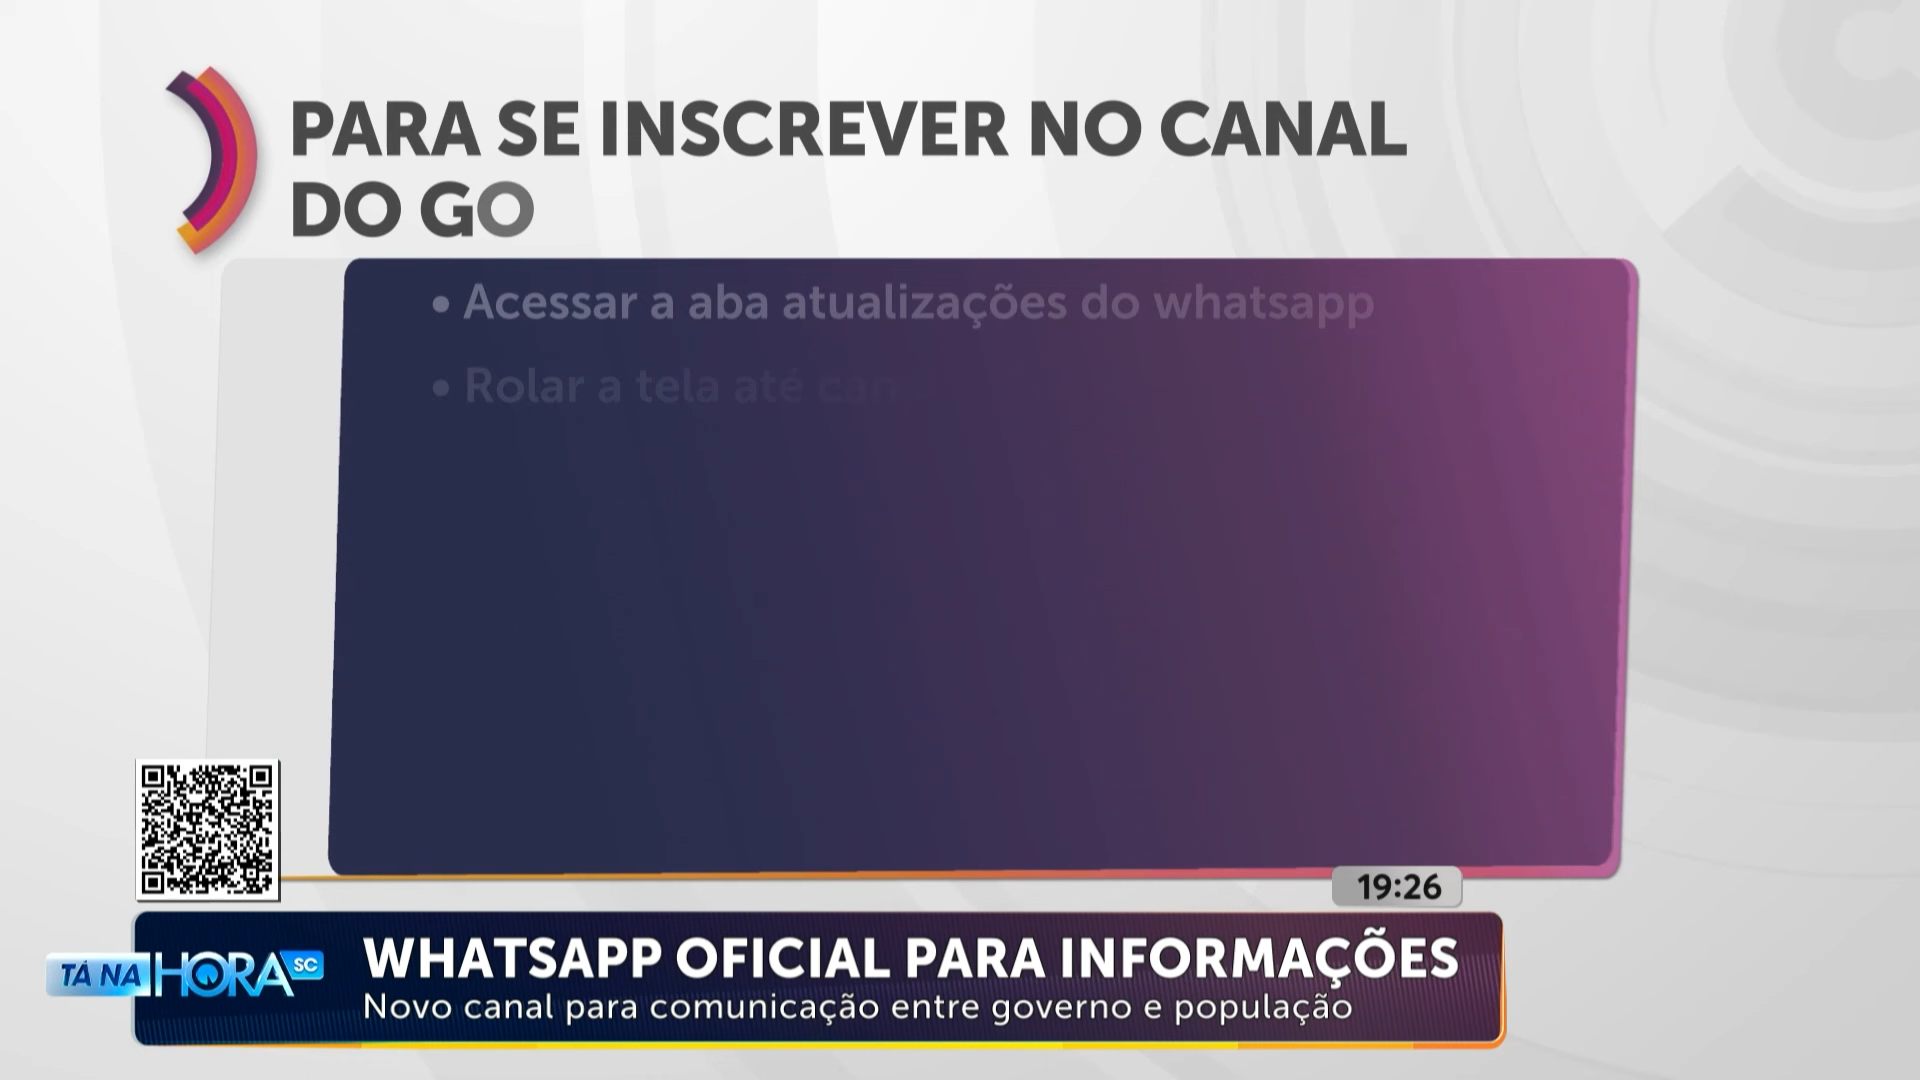 PARA SE INSCREVER NO CANAL
DO GO
• Acessar a aba atualizações do whatsapp
• Rolar a tela até can
19:26
TÁ NA HORA SC
WHATSAPP OFICIAL PARA INFORMAÇÕES
Novo canal para comunicação entre governo e população